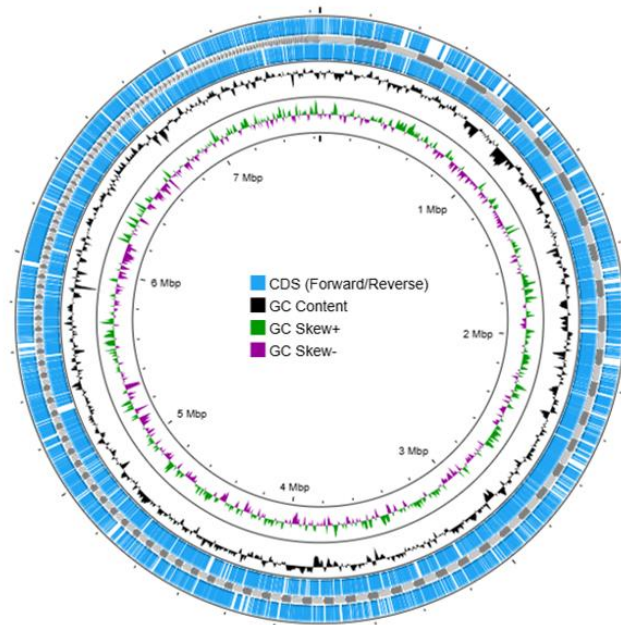 7 Mbp
1 Mbp
6 Mbp
CDS (Forward/Reverse)
GC Content
GC Skew+
GC Skew-
2 Mbp
5 Mbp
3 Mbp
4 Mbp